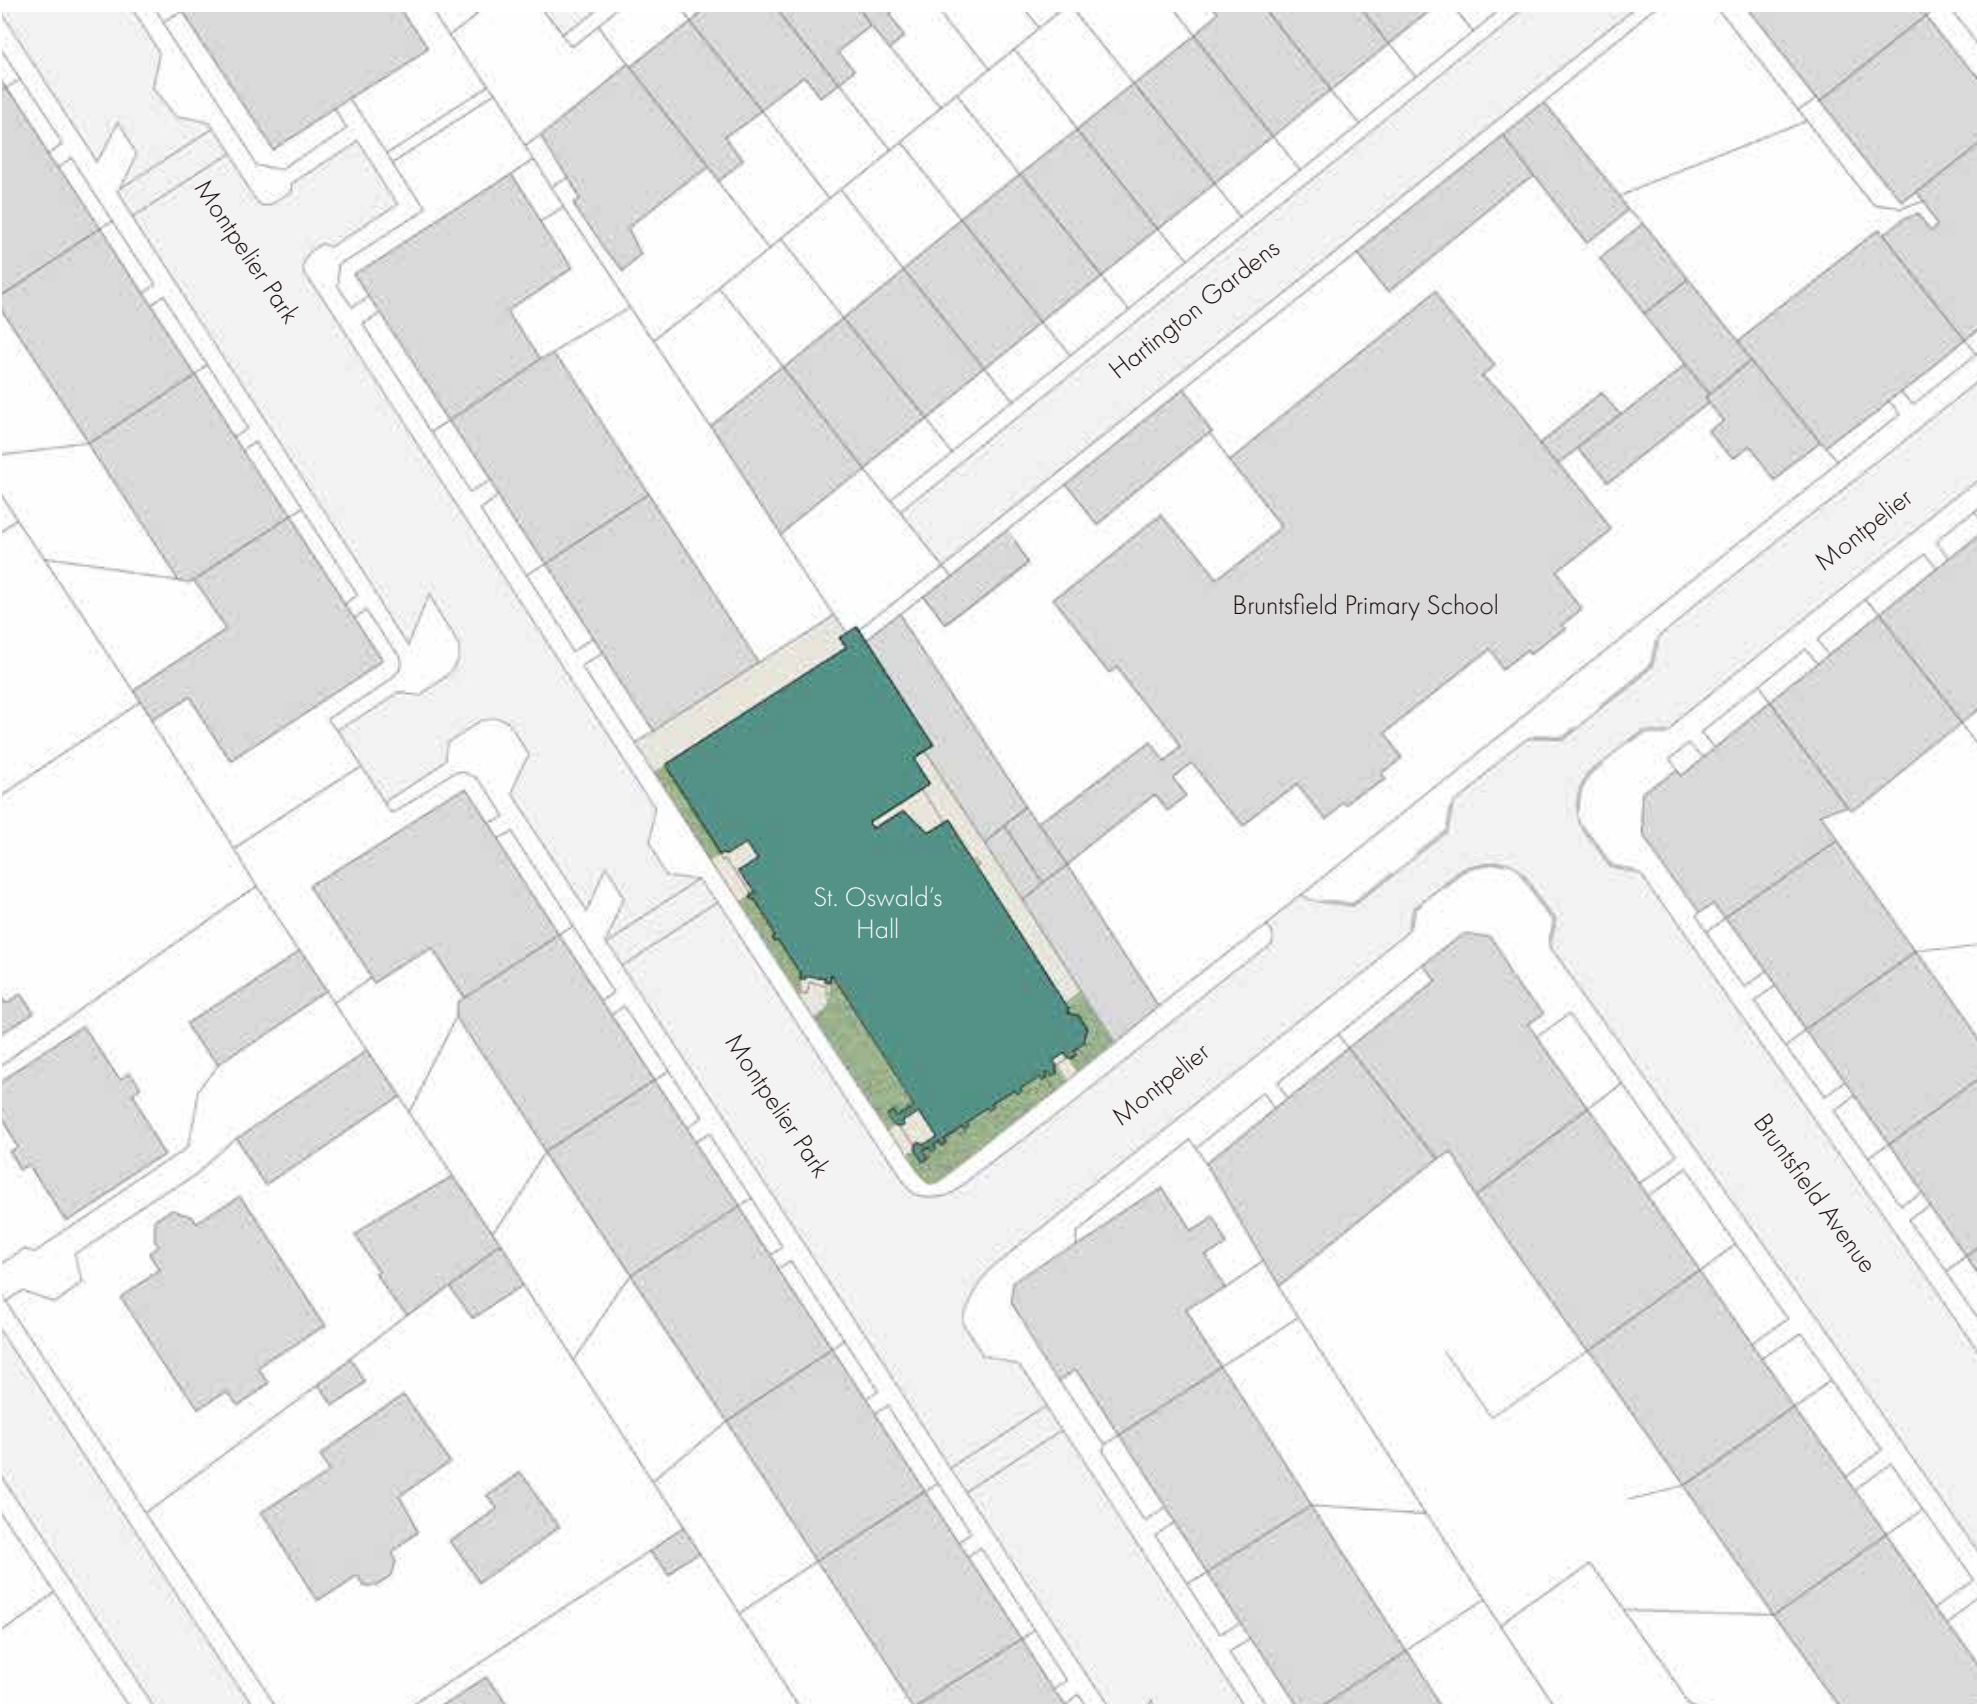 Montpelier Park
Hartington Gardens
Montpelier
Bruntsfield Primary School
St. Oswald's
Hall
Montpelier Park
Montpelier
Bruntsfield Avenue